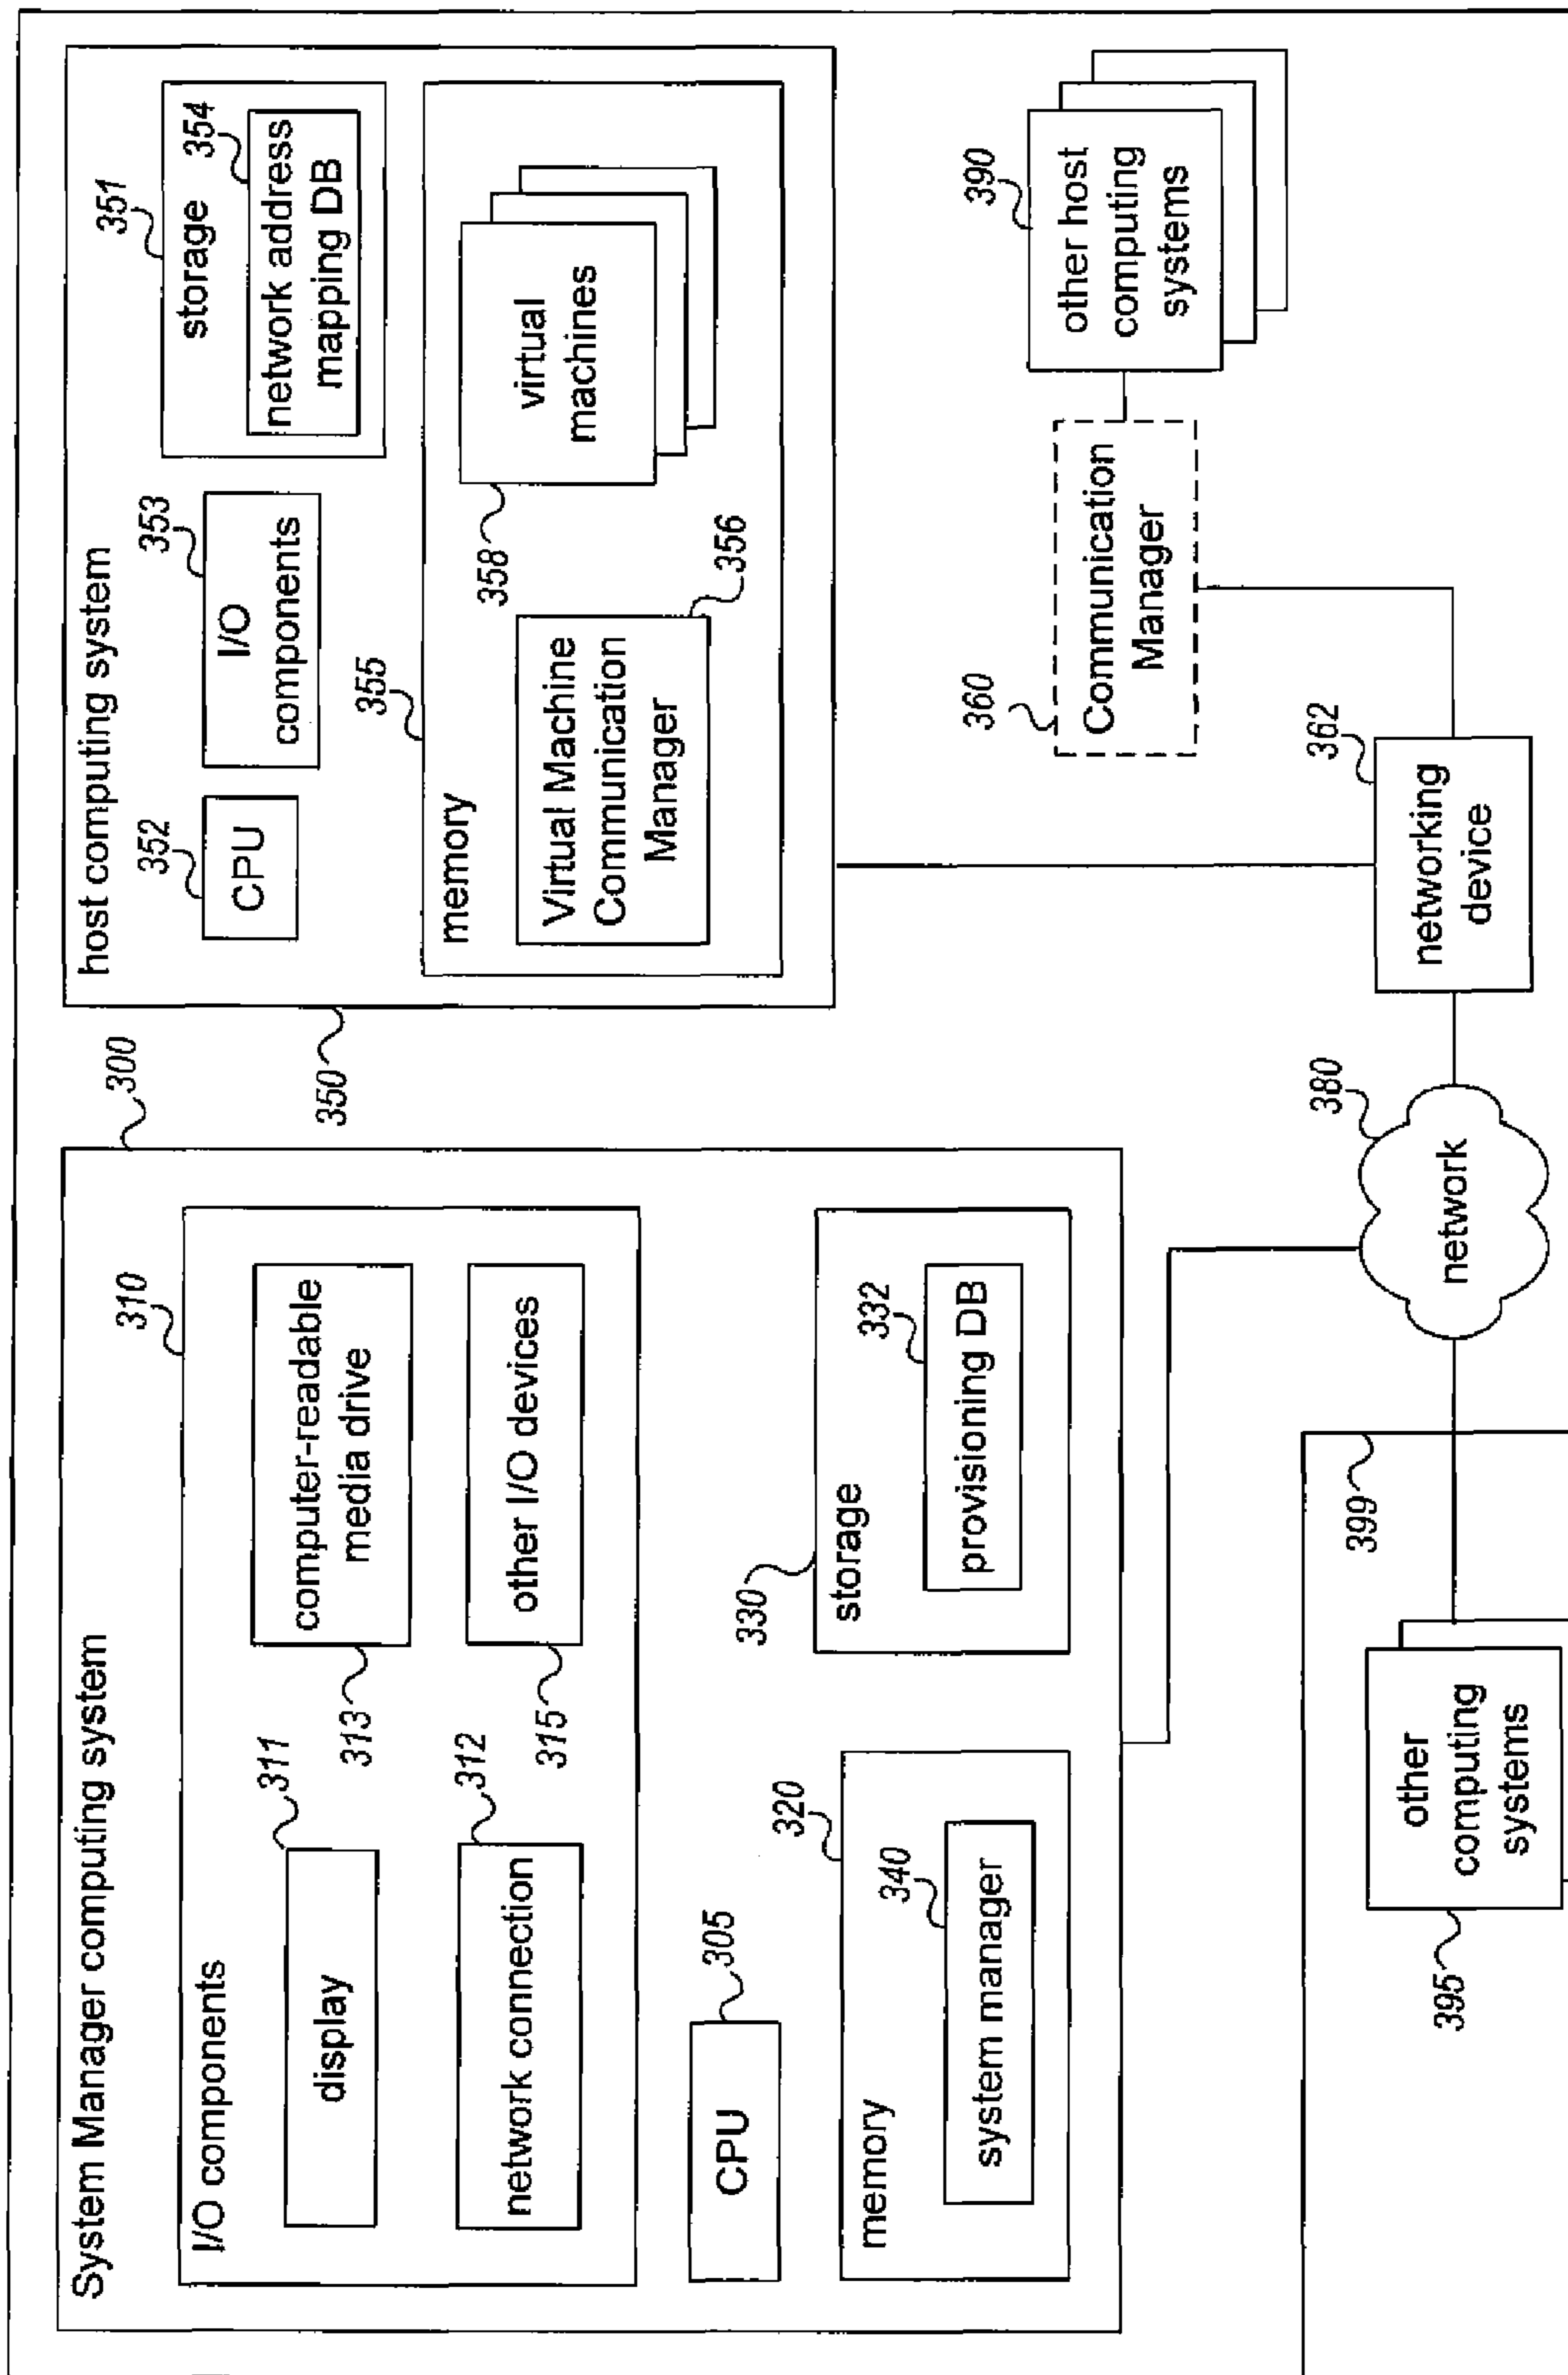 System Manager computing system
300
I/O components
310
display
311
computer-readable
media drive
313
network connection
312
other I/O devices
315
CPU
305
memory
320
system manager
340
storage
330
provisioning DB
332
host computing system
350
CPU
352
I/O
components
353
storage
351
network address
mapping DB
354
memory
355
Virtual Machine
Communication
Manager
356
virtual
machines
358
Communication
Manager
360
other host
computing
systems
390
networking
device
362
network
380
399
other
computing
systems
395